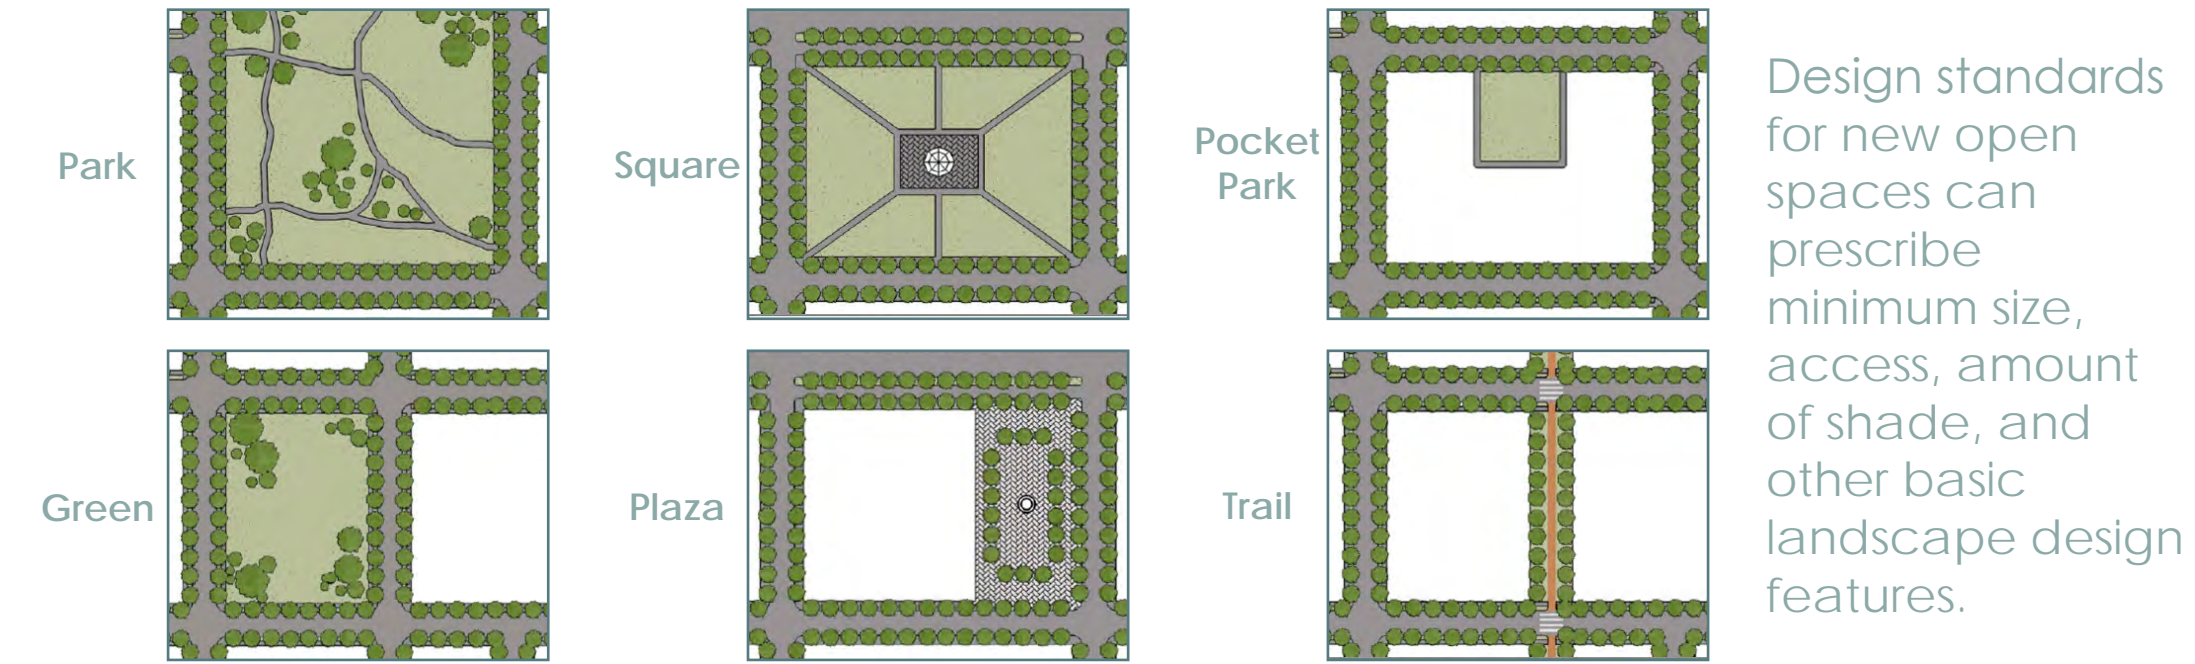 Park
Square
Pocket
Park
Green
Plaza
Trail
Design standards
for new open
spaces can
prescribe
minimum size,
access, amount
of shade, and
other basic
landscape design
features.